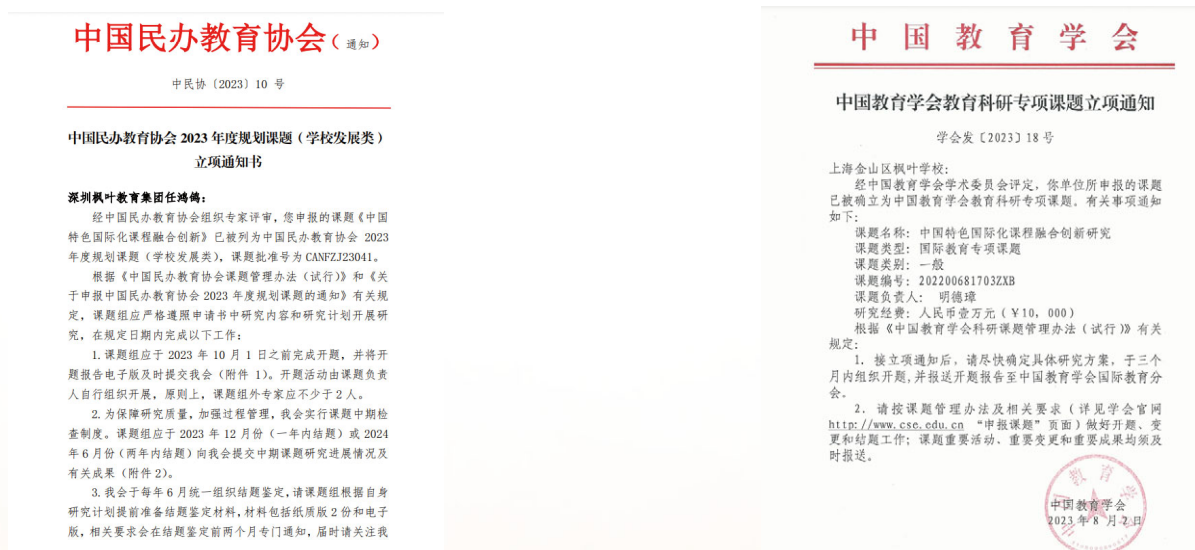 中国民办教育协会（通知）
中民协〔2023〕10 号
中国民办教育协会 2023 年度规划课题（学校发展类）
立项通知书
深圳枫叶教育集团任鸿鸽：
经中国民办教育协会组织专家评审，您申报的课题《中国
特色国际化课程融合创新》已被列为中国民办教育协会 2023
年度规划课题（学校发展类），课题批准号为CANFZJ23041。
根据《中国民办教育协会课题管理办法（试行）》和《关
于申报中国民办教育协会 2023 年度规划课题的通知》有关规
定，课题组应严格遵照申请书中研究内容和研究计划开展研
究，在规定日期内完成以下工作：
1.课题组应于 2023 年 10 月 1 日之前完成开题，并将开
题报告电子版及时提交我会（附件 1）。开题活动由课题负责
人自行组织开展，原则上，课题组外专家应不少于 2 人。
2.为保障研究质量，加强过程管理，我会实行课题中期检
查制度。课题组应于 2023 年 12 月份（一年内结题）或 2024
年 6 月份（两年内结题）向我会提交中期课题研究进展情况及
有关成果（附件 2）。
3.我会于每年 6 月统一组织结题鉴定，请课题组根据自身
研究计划提前准备结题鉴定材料，材料包括纸质版 2 份和电子
版，相关要求会在结题鉴定前两个月专门通知，届时请关注我
中国教育学会
中国教育学会教育科研专项课题立项通知
学会发〔2023〕18 号
上海金山区枫叶学校：
经中国教育学会学术委员会评定，你单位所申报的课题
已被确立为中国教育学会教育科研专项课题。有关事项通知
如下：
课题名称：中国特色国际化课程融合创新研究
课题类型：国际教育专项课题
课题类别：一般
课题编号：202200681703ZXB
课题负责人：明德璋
研究经费：人民币壹万元（￥10，000）
根据《中国教育学会科研课题管理办法（试行）》有关
规定：
1．接立项通知后，请尽快确定具体研究方案，于三个
月内组织开题，并报送开题报告至中国教育学会国际教育分
会。
2．请按课题管理办法及相关要求（详见学会官网
http://www.cse.edu.cn “申报课题”页面）做好开题、变
更和结题工作；课题重要活动、重要变更和重要成果均须及
时报送。
中国教育学会
2023 年 8 月 2 日
中国教育学会